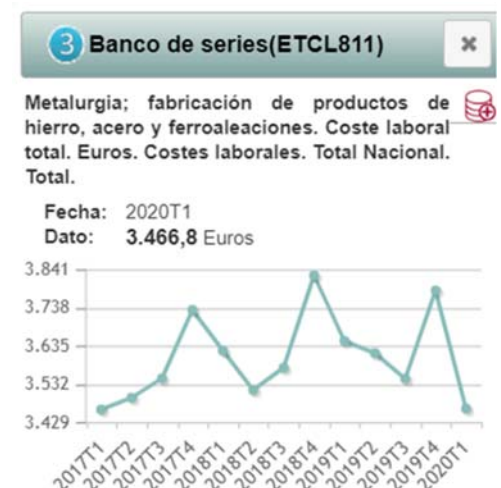 3 Banco de series(ETCL811) ×
Metalurgia; fabricación de productos de
hierro, acero y ferroaleaciones. Coste laboral
total. Euros. Costes laborales. Total Nacional.
Total.
Fecha: 2020T1
Dato: 3.466,8 Euros
3.841
3.738
3.635
3.532
3.429
2017T1 2017T2 2017T3 2017T4 2018T1 2018T2 2018T3 2018T4 2019T1 2019T2 2019T3 2019T4 2020T1